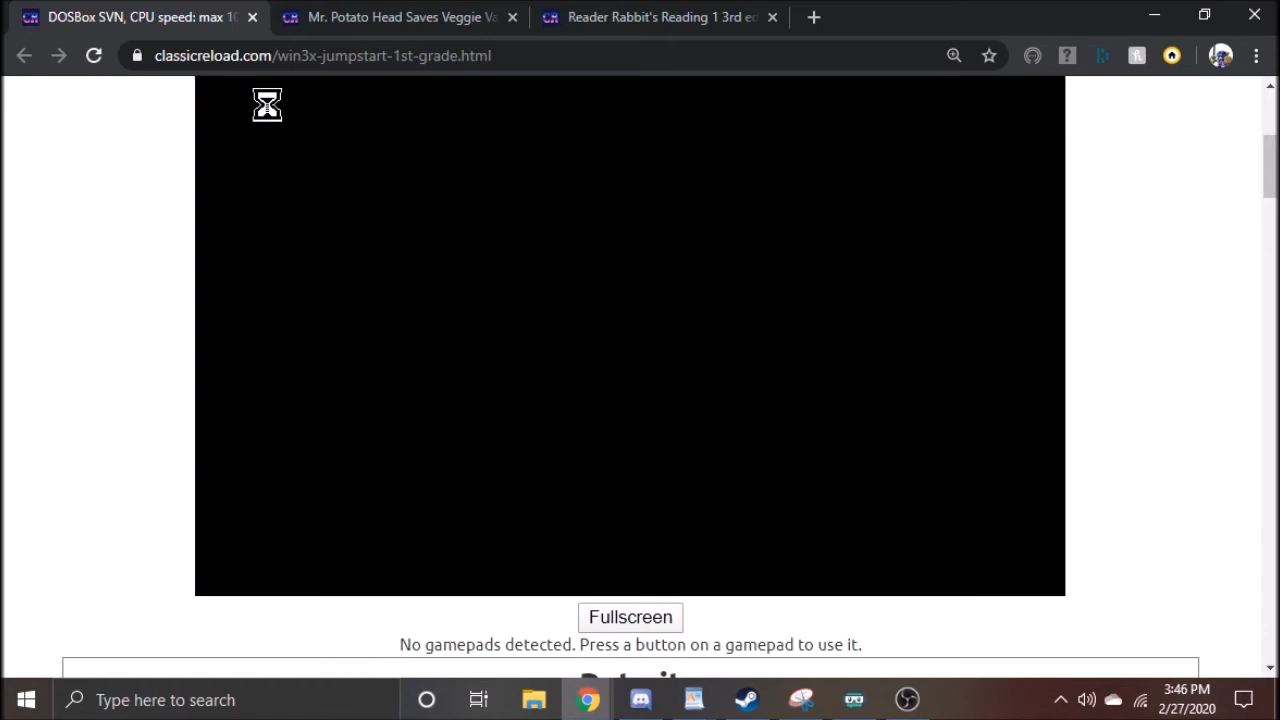 DOSBox SVN, CPU speed: max 10
Mr. Potato Head Saves Veggie Va
Reader Rabbit's Reading 1 3rd ed
classicreload.com/win3x-jumpstart-1st-grade.html
Fullscreen
No gamepads detected. Press a button on a gamepad to use it.
Type here to search
3:46 PM
2/27/2020